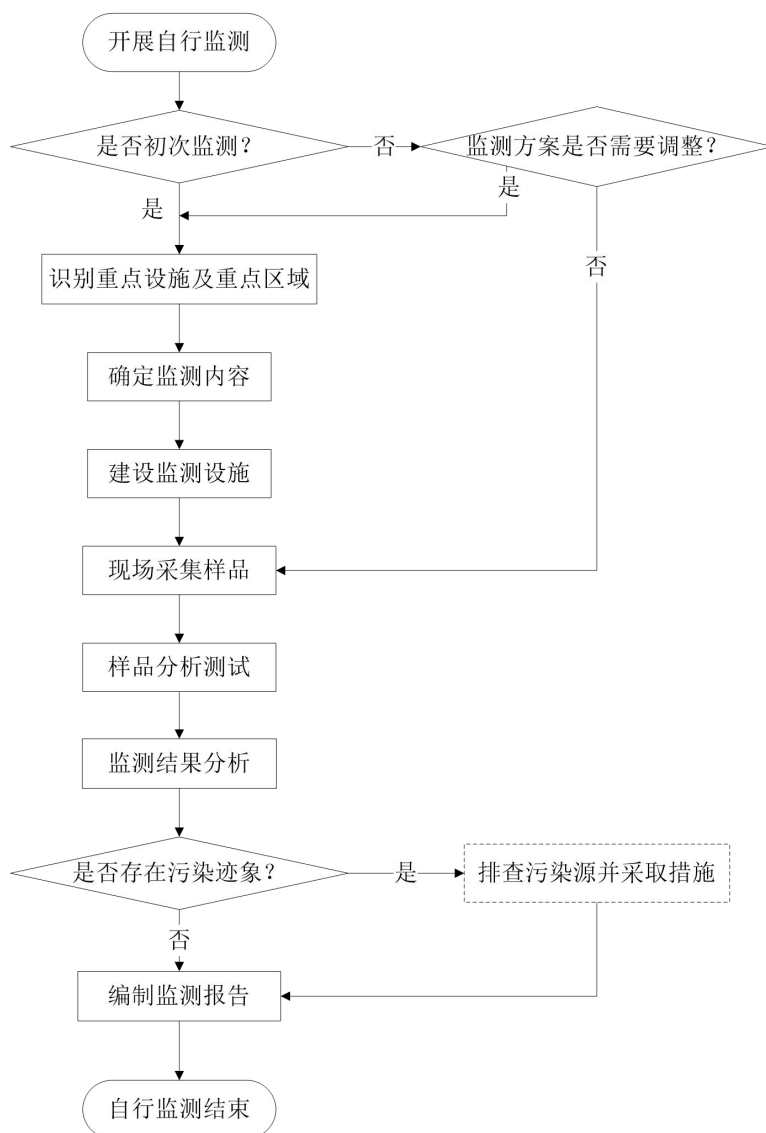 开展自行监测
是否初次监测？
否
监测方案是否需要调整？
是
是
否
识别重点设施及重点区域
确定监测内容
建设监测设施
现场采集样品
样品分析测试
监测结果分析
是否存在污染迹象？
是
排查污染源并采取措施
否
编制监测报告
自行监测结束